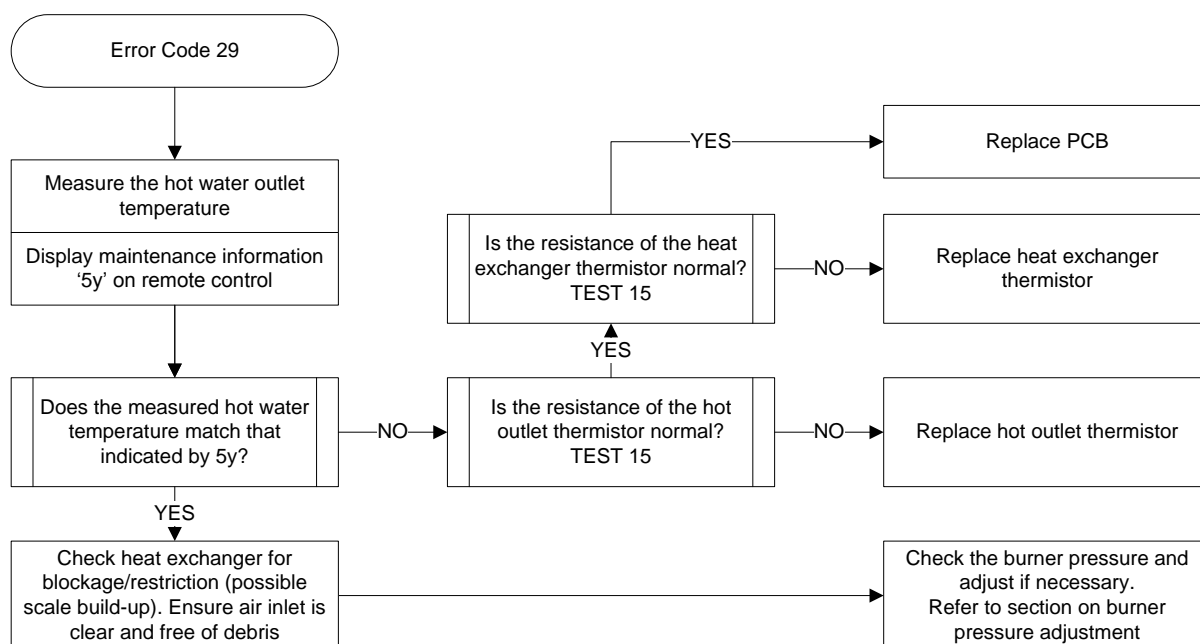 Error Code 29
Measure the hot water outlet
temperature
Display maintenance information
‘5y’ on remote control
Does the measured hot water
temperature match that
indicated by 5y?
NO
Is the resistance of the hot
outlet thermistor normal?
TEST 15
NO
Replace hot outlet thermistor
YES
Is the resistance of the heat
exchanger thermistor normal?
TEST 15
NO
Replace heat exchanger
thermistor
YES
Replace PCB
YES
Check heat exchanger for
blockage/restriction (possible
scale build-up). Ensure air inlet is
clear and free of debris
Check the burner pressure and
adjust if necessary.
Refer to section on burner
pressure adjustment